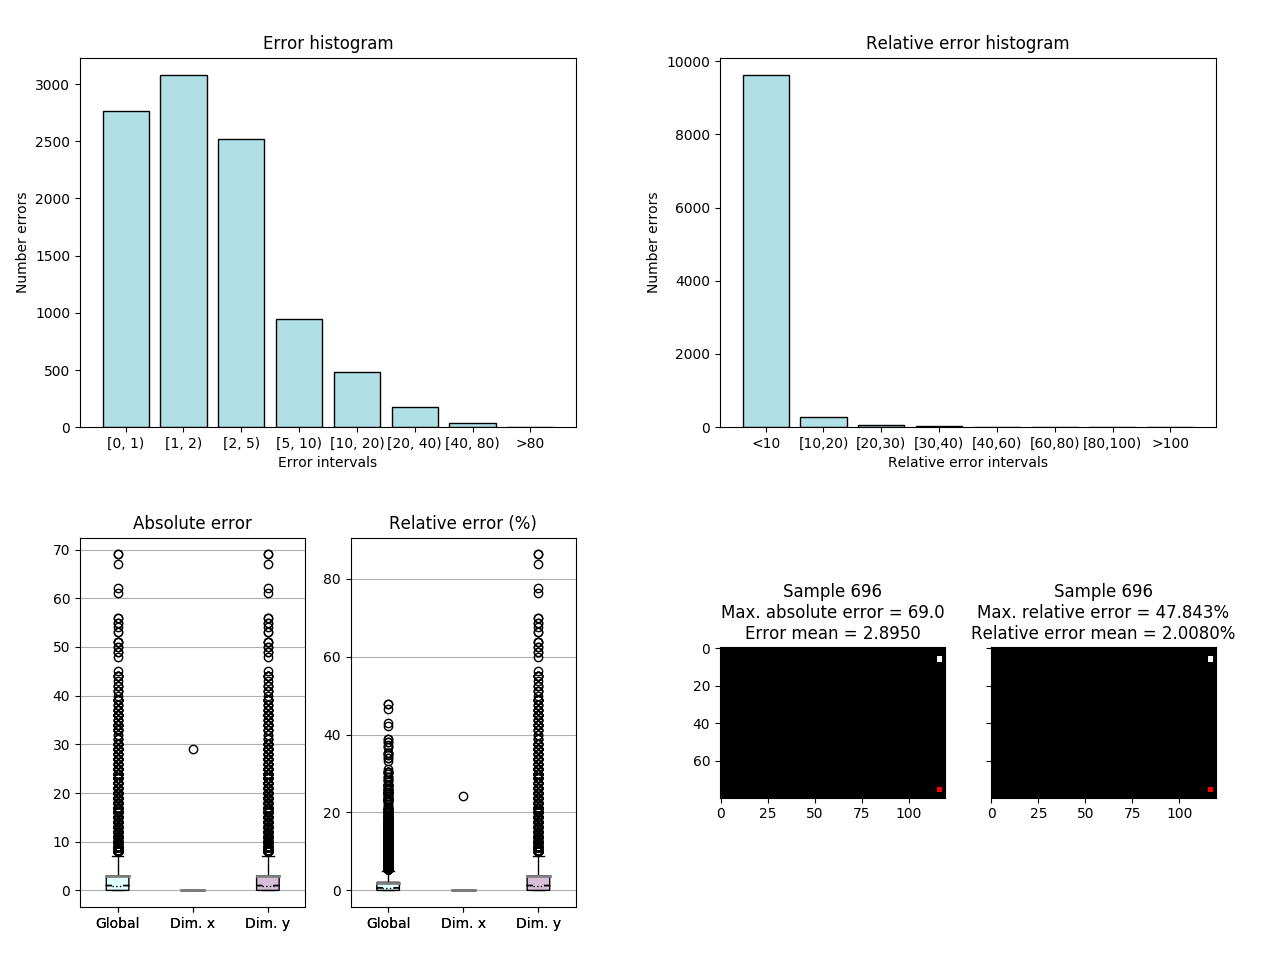 Error histogram
Number errors
3000
2500
2000
1500
1000
500
0
[0, 1) [1, 2) [2, 5) [5, 10) [10, 20) [20, 40) [40, 80) >80
Error intervals
Relative error histogram
Number errors
10000
8000
6000
4000
2000
0
<10 [10,20) [20,30) [30,40) [40,60) [60,80) [80,100) >100
Relative error intervals
Absolute error
70
60
50
40
30
20
10
0
Global Dim. x Dim. y
Relative error (%)
80
60
40
20
0
Global Dim. x Dim. y
Sample 696
Max. absolute error = 69.0
Error mean = 2.8950
0
20
40
60
0 25 50 75 100
Sample 696
Max. relative error = 47.843%
Relative error mean = 2.0080%
0 25 50 75 100